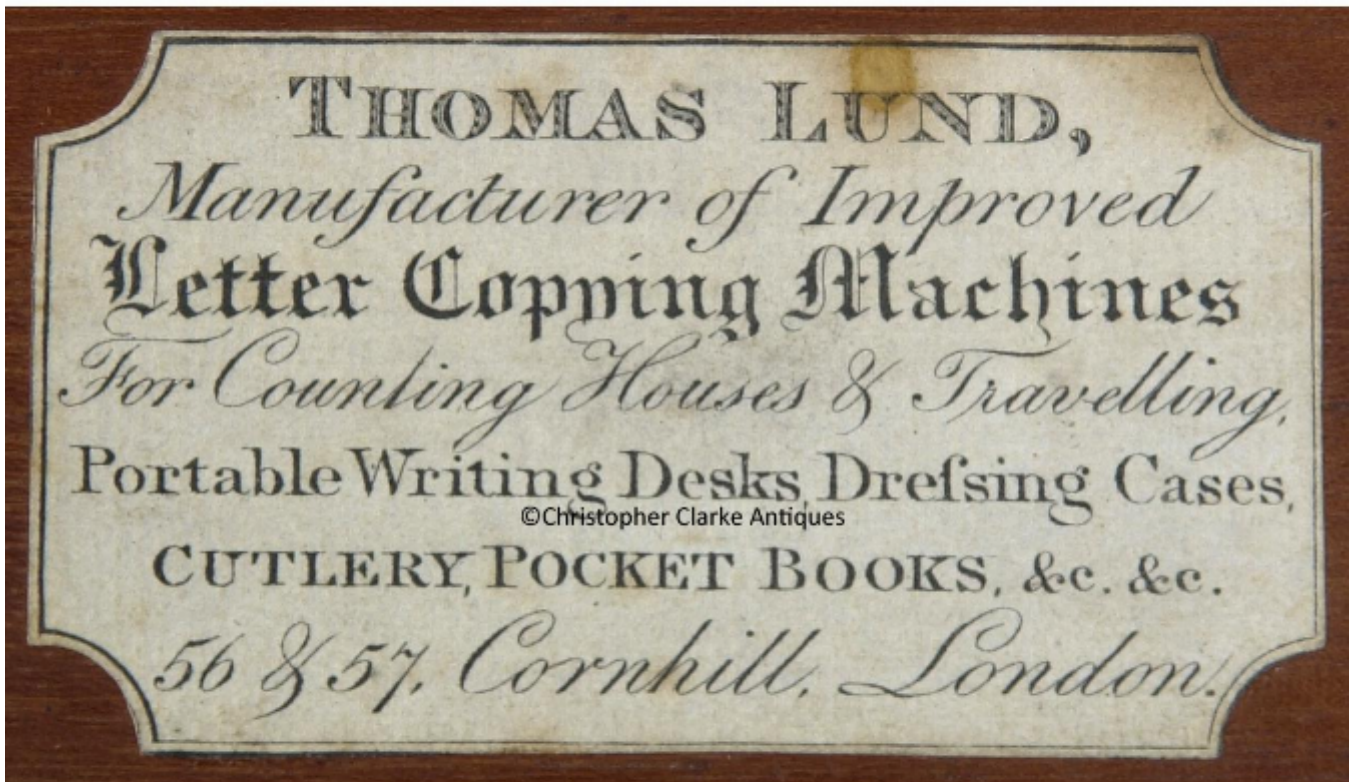 THOMAS LUND,
Manufacturer of Improved
Letter Copying Machines
For Counting Houses & Travelling,
Portable Writing Desks, Dreſsing Cases,
©Christopher Clarke Antiques
CUTLERY, POCKET BOOKS, &c. &c.
56 & 57, Cornhill, London.